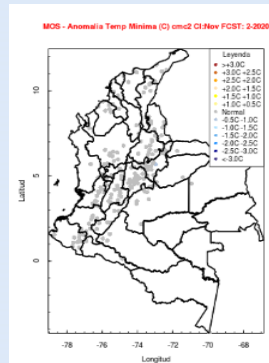 MOS - Anomalia Temp Minima (C) cmc2 CI:Nov FCST: 2-2020
Leyenda
>+3.0C
+3.0C +2.5C
+2.5C +2.0C
+2.0C +1.5C
+1.5C +1.0C
+1.0C +0.5C
Normal
-0.5C -1.0C
-1.0C -1.5C
-1.5C -2.0C
-2.0C -2.5C
-2.5C -3.0C
<-3.0C
Latitud
10
5
0
-78
-76
-74
-72
-70
-68
Longitud